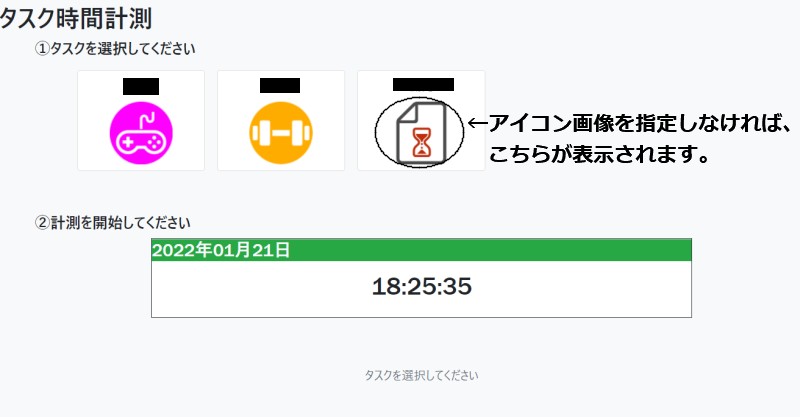 タスク時間計測
①タスクを選択してください
←アイコン画像を指定しなければ、
こちらが表示されます。
②計測を開始してください
2022年01月21日
18:25:35
タスクを選択してください